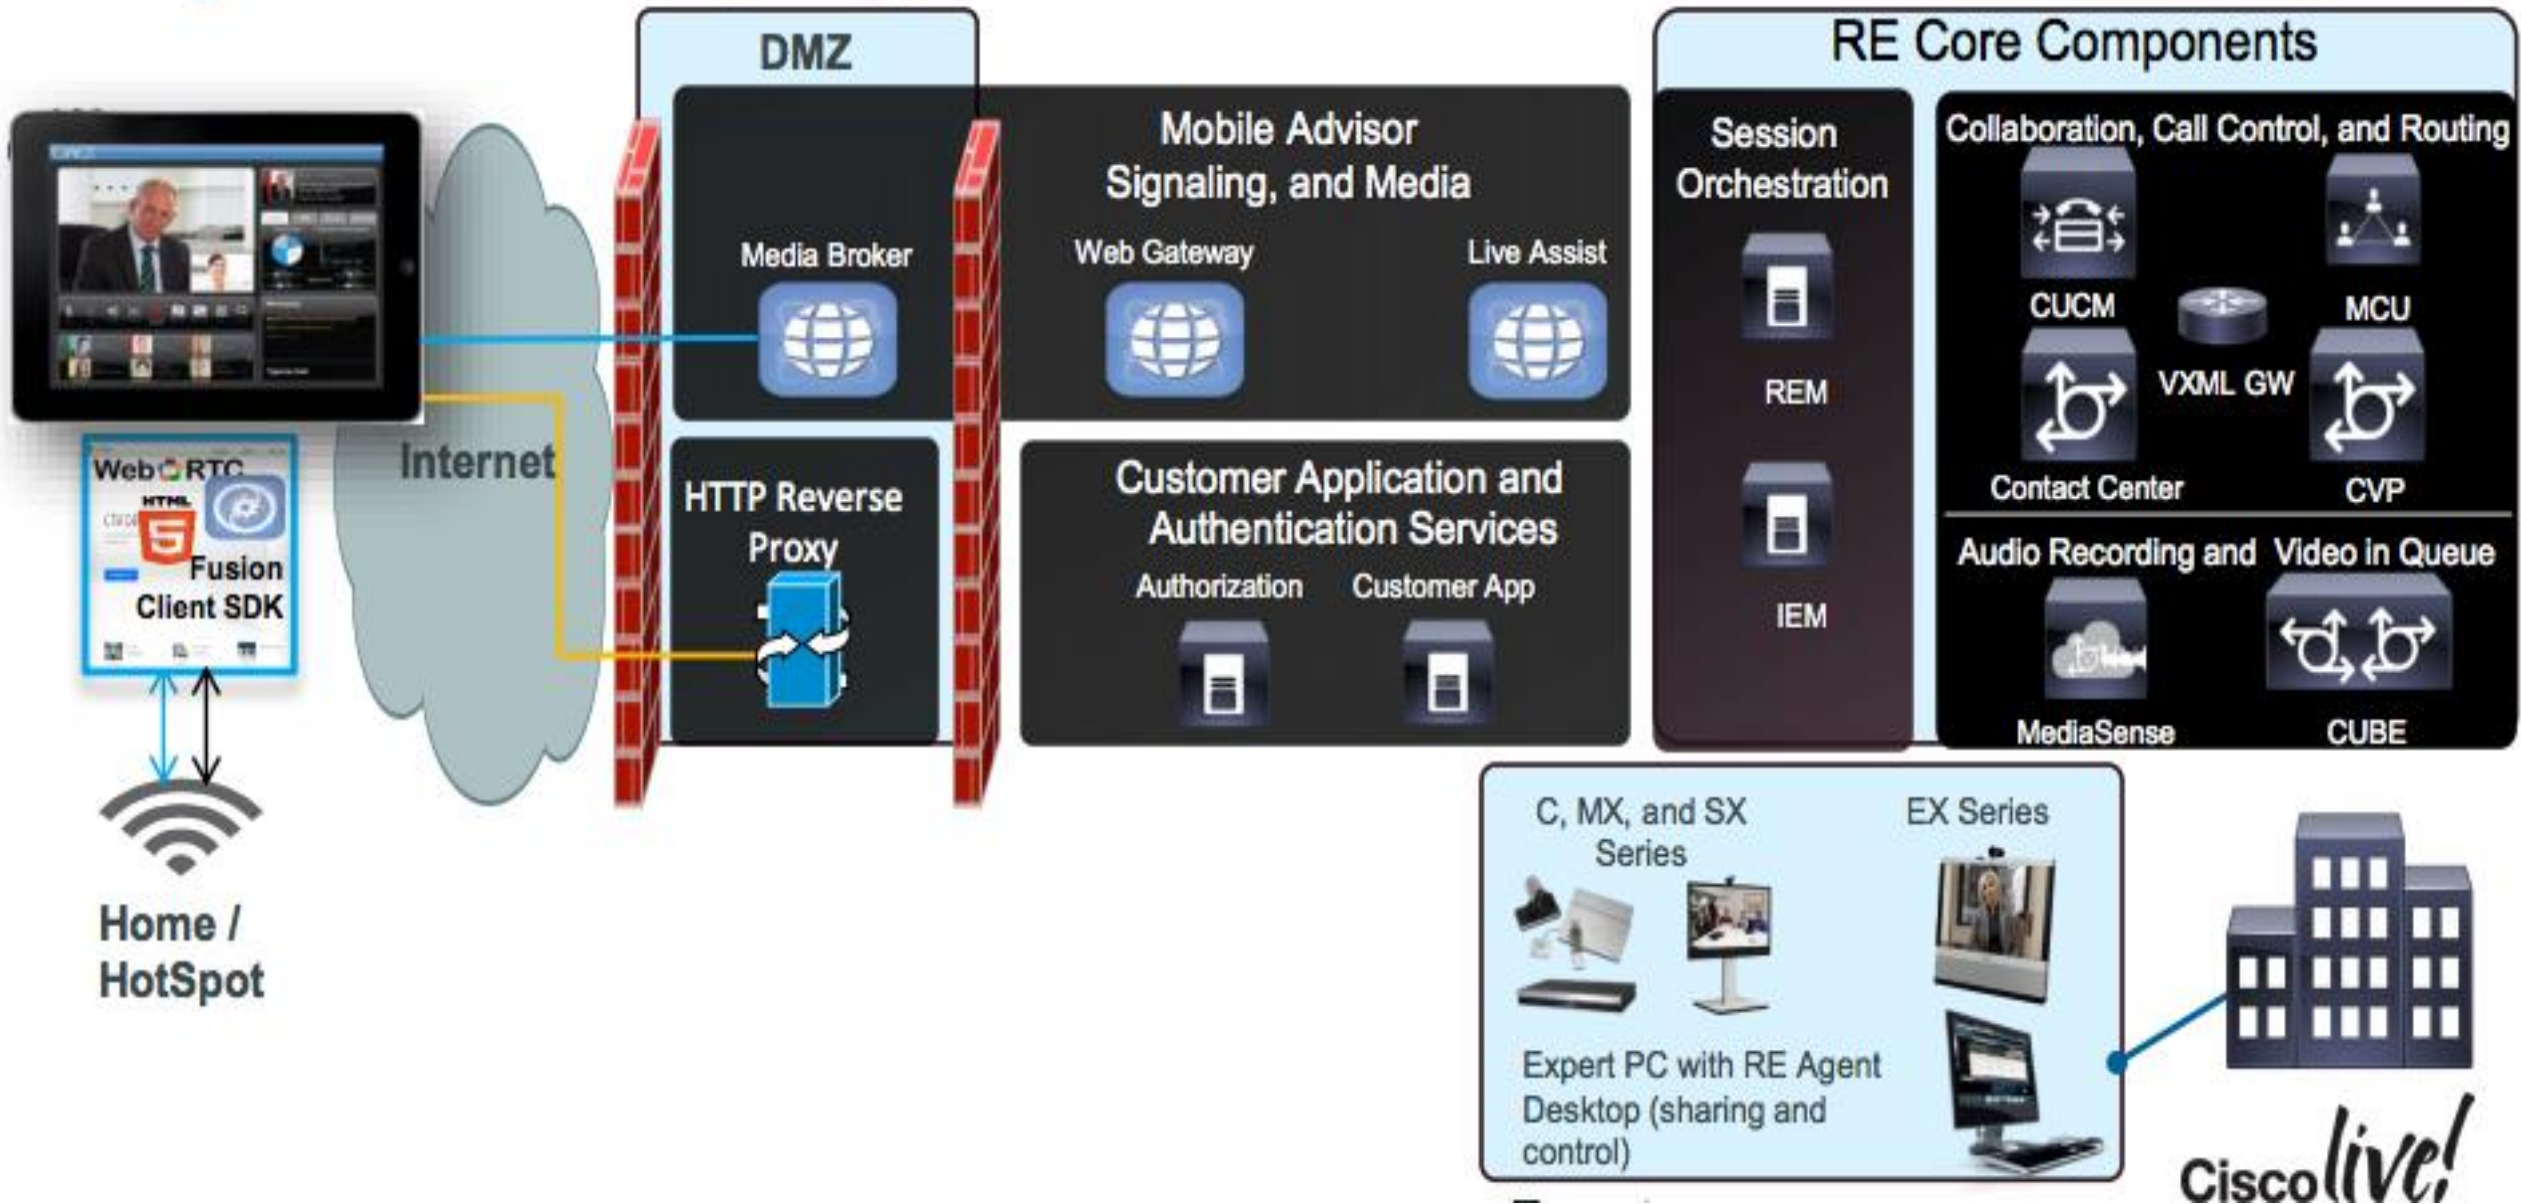 DMZ
RE Core Components
Mobile Advisor
Signaling, and Media
Session
Orchestration
Collaboration, Call Control, and Routing
Media Broker
Web Gateway
Live Assist
CUCM
MCU
VXML GW
REM
Contact Center
CVP
Internet
Web RTC
HTML
5
Fusion
Client SDK
HTTP Reverse
Proxy
Customer Application and
Authentication Services
Authorization
Customer App
IEM
Audio Recording and Video in Queue
MediaSense
CUBE
Home /
HotSpot
C, MX, and SX
Series
EX Series
Expert PC with RE Agent
Desktop (sharing and
control)
Cisco live!